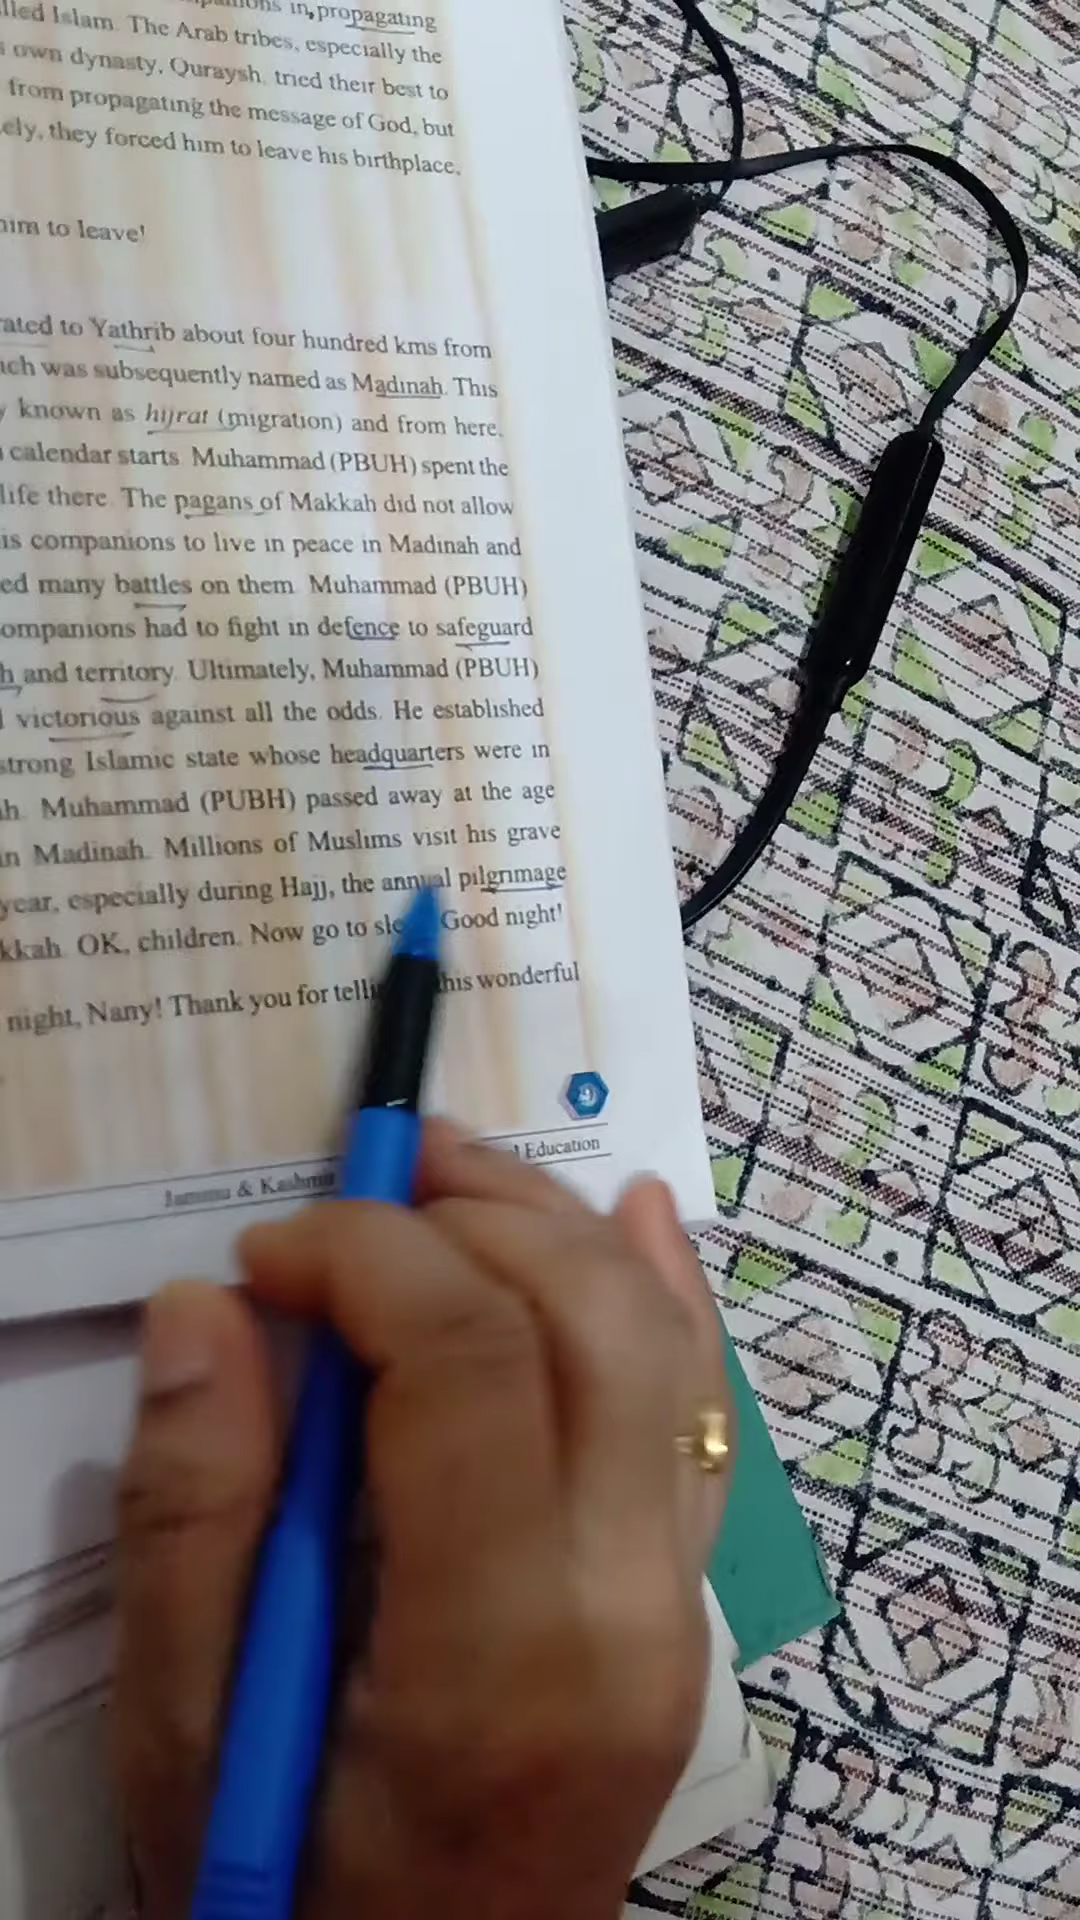 in, propagating
lled Islam. The Arab tribes, especially the
own dynasty, Quraysh, tried their best to
from propagating the message of God, but
ely, they forced him to leave his birthplace,
him to leave!
ated to Yathrib about four hundred kms from
ich was subsequently named as Madinah. This
y known as hijrat (migration) and from here,
calendar starts. Muhammad (PBUH) spent the
life there. The pagans of Makkah did not allow
is companions to live in peace in Madinah and
ed many battles on them. Muhammad (PBUH)
ompanions had to fight in defence to safeguard
h and territory. Ultimately, Muhammad (PBUH)
victorious against all the odds. He established
strong Islamic state whose headquarters were in
h. Muhammad (PUBH) passed away at the age
in Madinah. Millions of Muslims visit his grave
year, especially during Hajj, the annual pilgrimage
kkah. OK, children. Now go to sle Good night!
night, Nany! Thank you for telli his wonderful
9
Jammu & Kashmir l Education